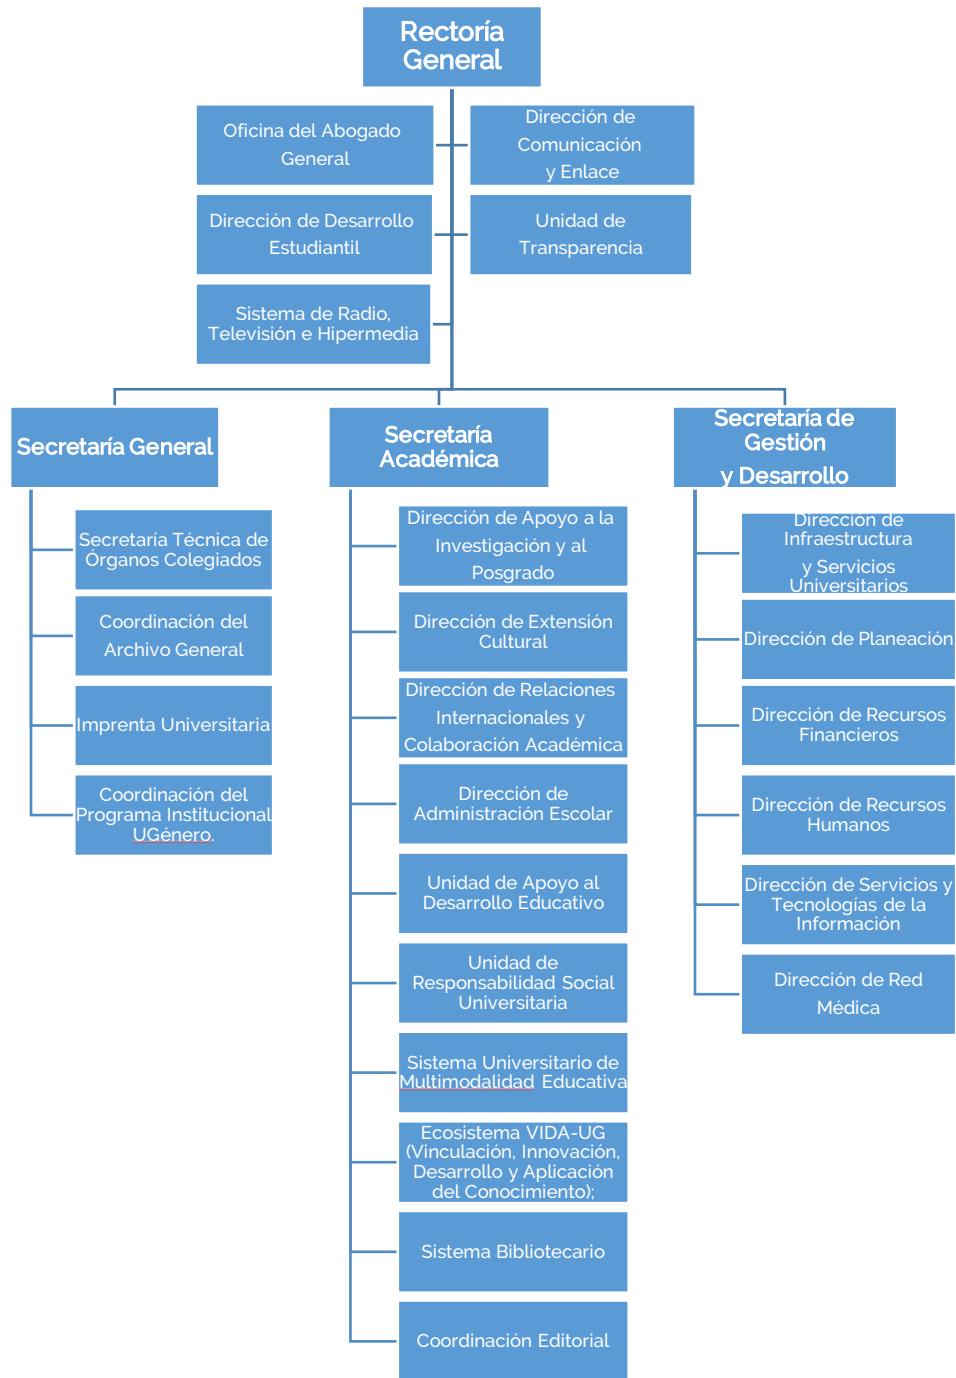 Rectoría
General
Oficina del Abogado
General
Dirección de
Comunicación
y Enlace
Dirección de Desarrollo
Estudiantil
Unidad de
Transparencia
Sistema de Radio,
Televisión e Hipermedia
Secretaría General
Secretaría Técnica de
Órganos Colegiados
Coordinación del
Archivo General
Imprenta Universitaria
Coordinación del
Programa Institucional
UGénero.
Secretaría
Académica
Dirección de Apoyo a la
Investigación y al
Posgrado
Dirección de Extensión
Cultural
Dirección de Relaciones
Internacionales y
Colaboración Académica
Dirección de
Administración Escolar
Unidad de Apoyo al
Desarrollo Educativo
Unidad de
Responsabilidad Social
Universitaria
Sistema Universitario de
Multimodalidad Educativa
Ecosistema VIDA-UG
(Vinculación, Innovación,
Desarrollo y Aplicación
del Conocimiento);
Sistema Bibliotecario
Coordinación Editorial
Secretaría de
Gestión
y Desarrollo
Dirección de
Infraestructura
y Servicios
Universitarios
Dirección de Planeación
Dirección de Recursos
Financieros
Dirección de Recursos
Humanos
Dirección de Servicios y
Tecnologías de la
Información
Dirección de Red
Médica